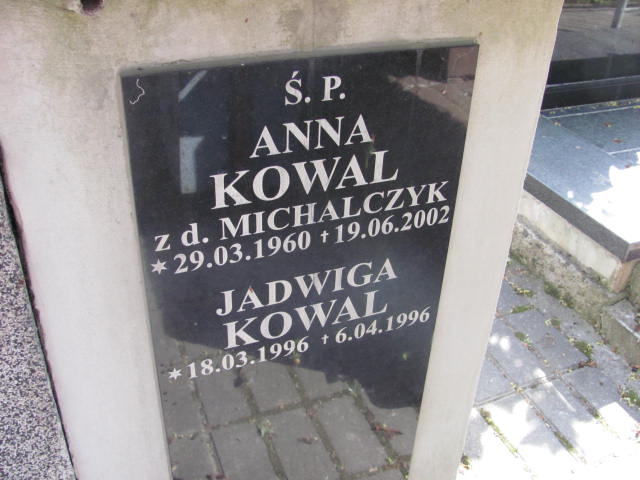 Ś. P.
ANNA
KOWAL
z d. MICHALCZYK
✶29.03.1960 †19.06.2002
JADWIGA
KOWAL
✶18.03.1996 †6.04.1996